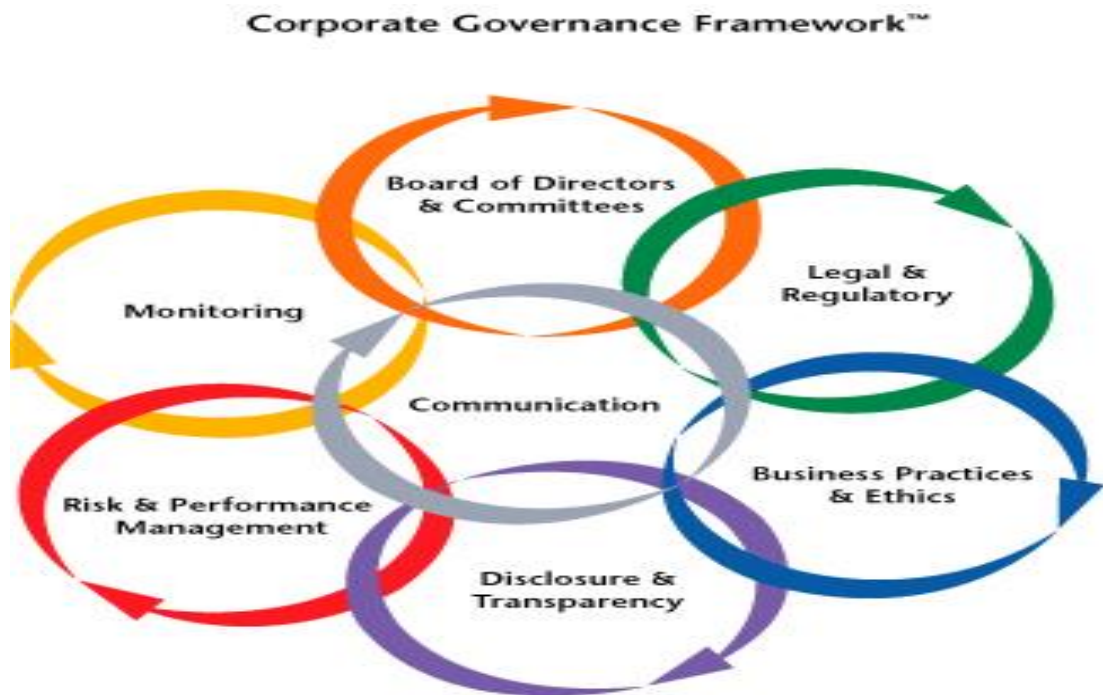 Corporate Governance Framework™
Board of Directors
& Committees
Legal &
Regulatory
Monitoring
Communication
Business Practices
& Ethics
Risk & Performance
Management
Disclosure &
Transparency